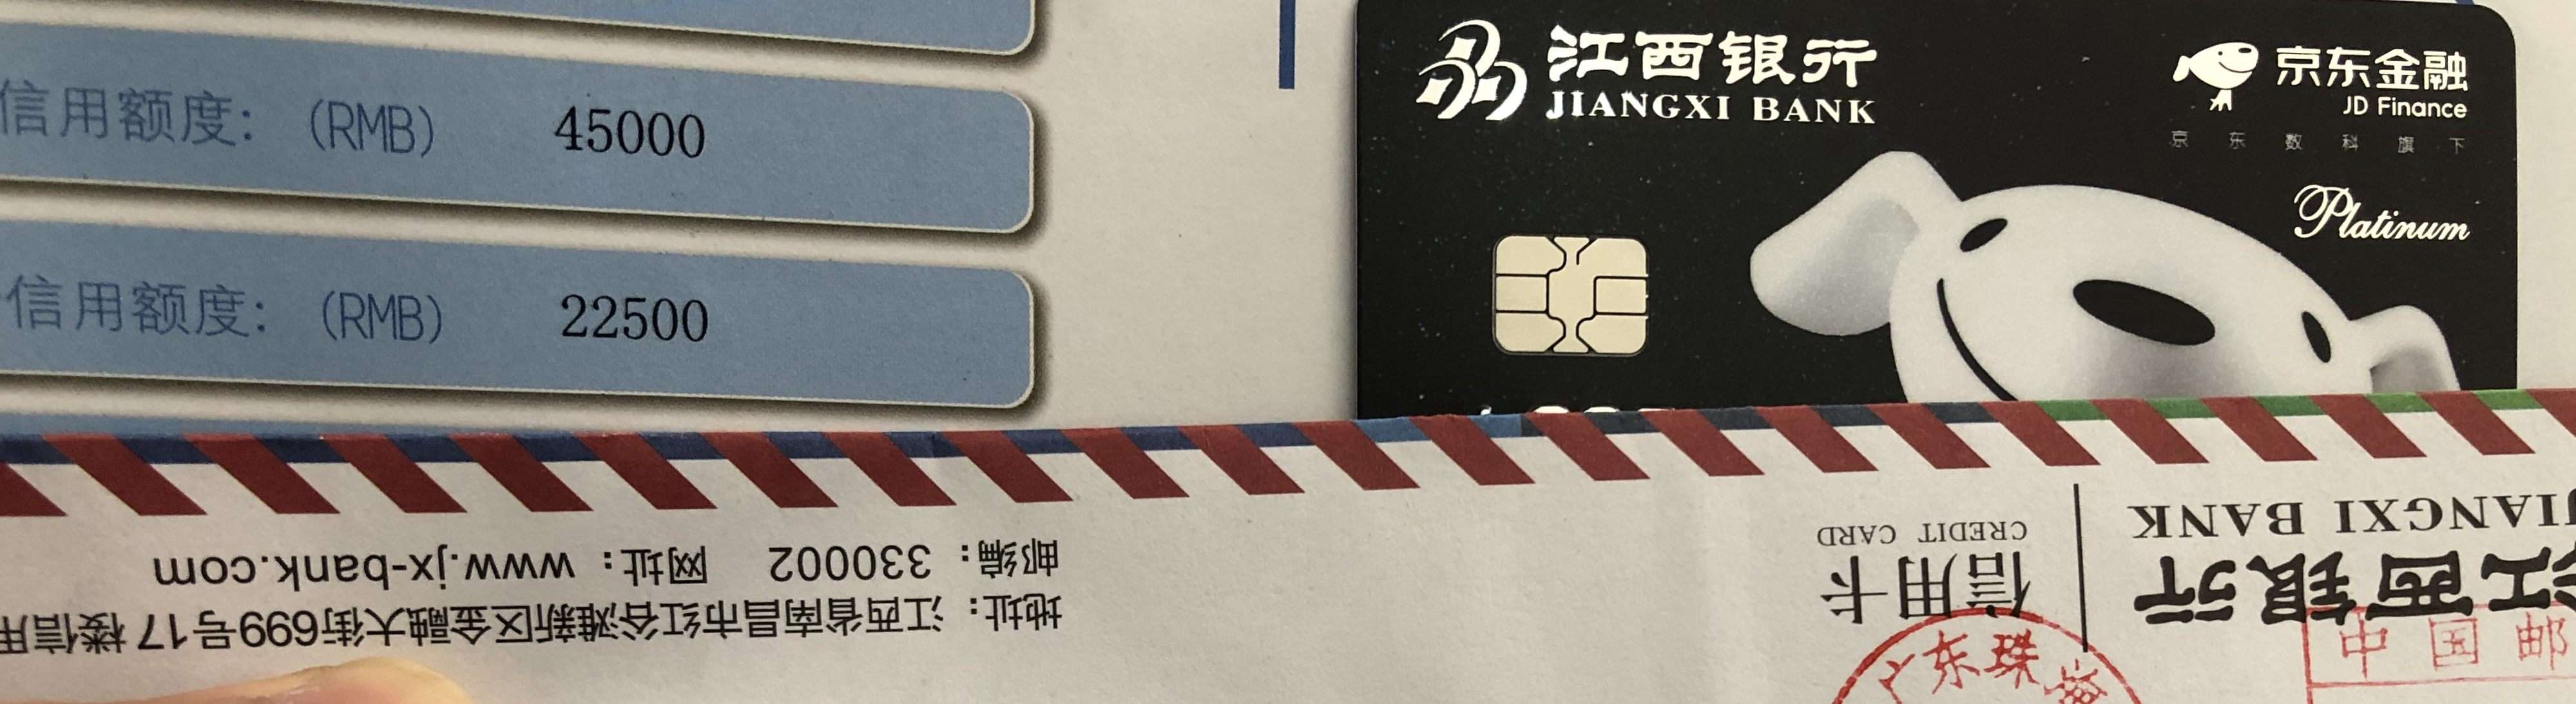 信用额度: (RMB) 45000
信用额度: (RMB) 22500
江西银行
JIANGXI BANK
京东金融
JD Finance
京东数科旗下
Platinum
江西银行
JIANGXI BANK
信用卡
CREDIT CARD
地址: 江西省南昌市红谷滩新区金融大街699号17楼信用
邮编: 330002 网址: www.jx-bank.com
广东珠海
中国邮